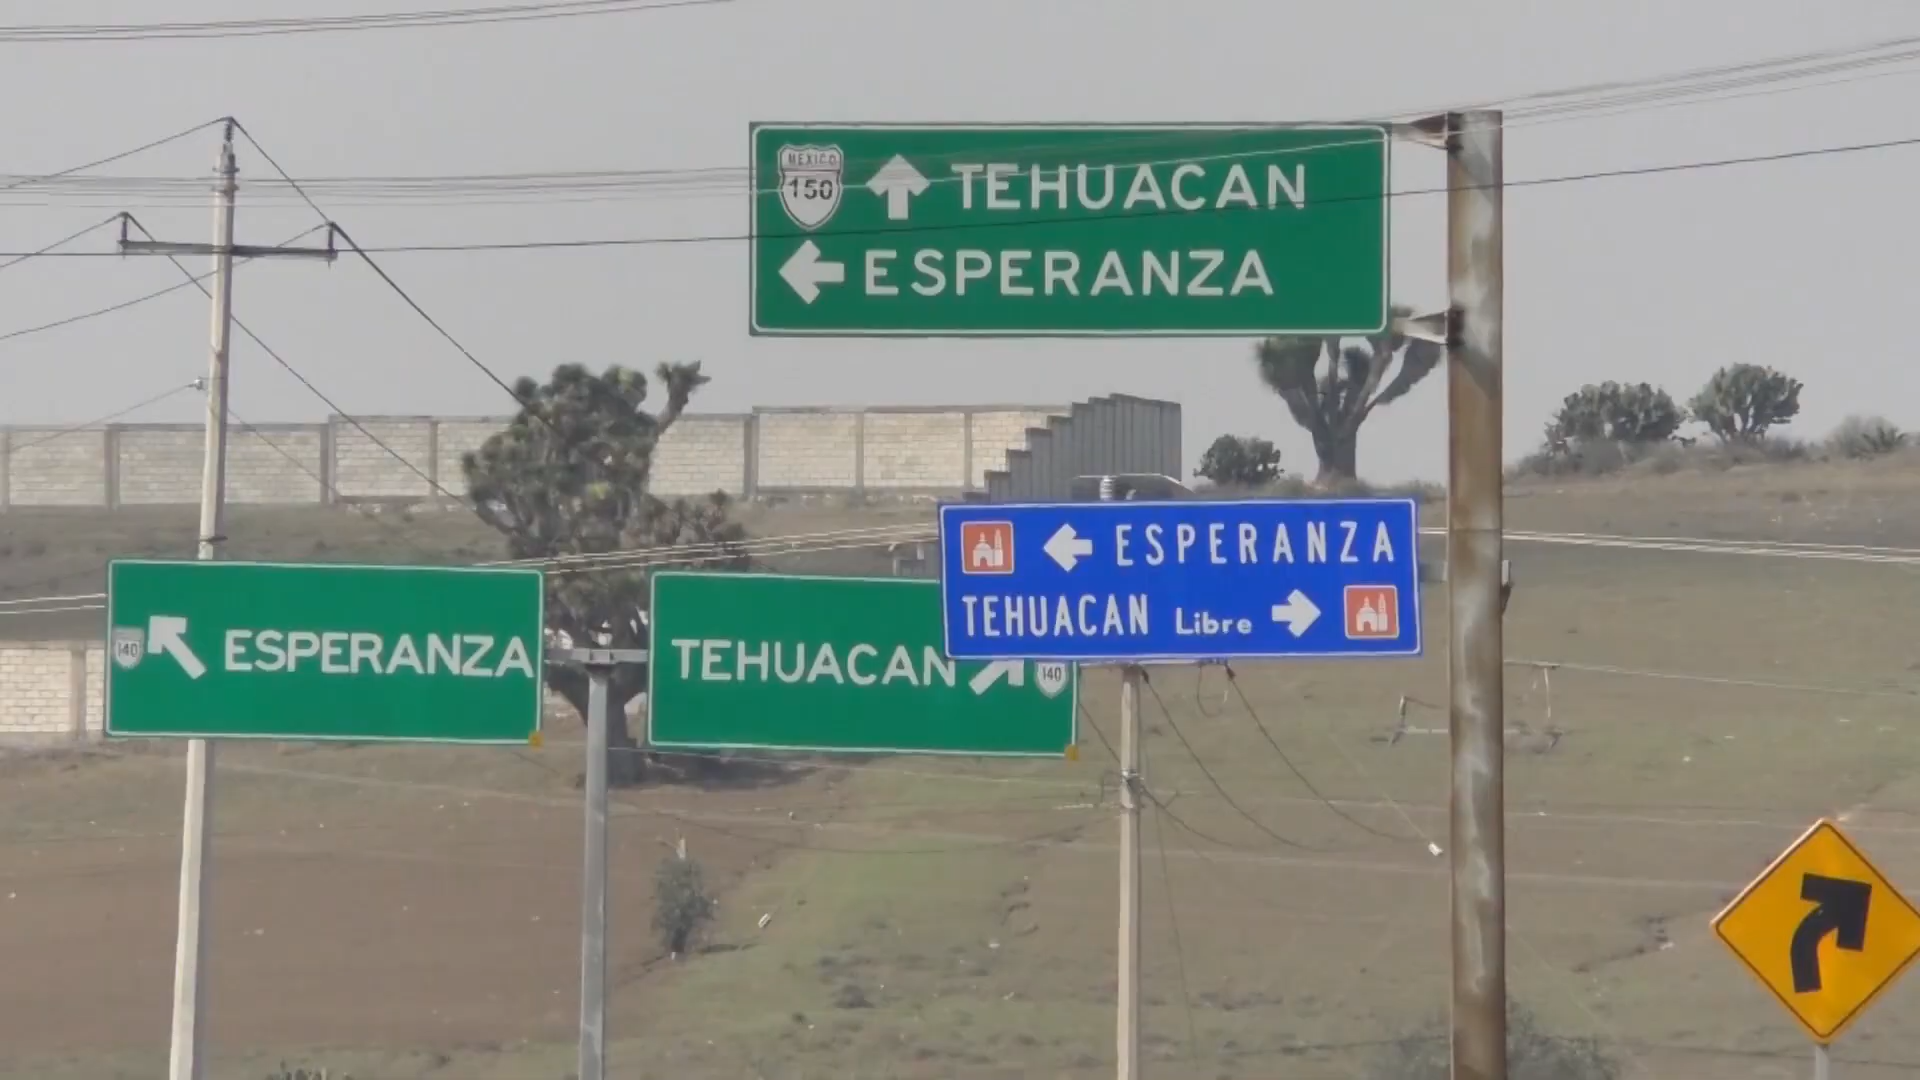 MEXICO
150
TEHUACAN
ESPERANZA
ESPERANZA
TEHUACAN Libre
140 ESPERANZA
TEHUACAN 140